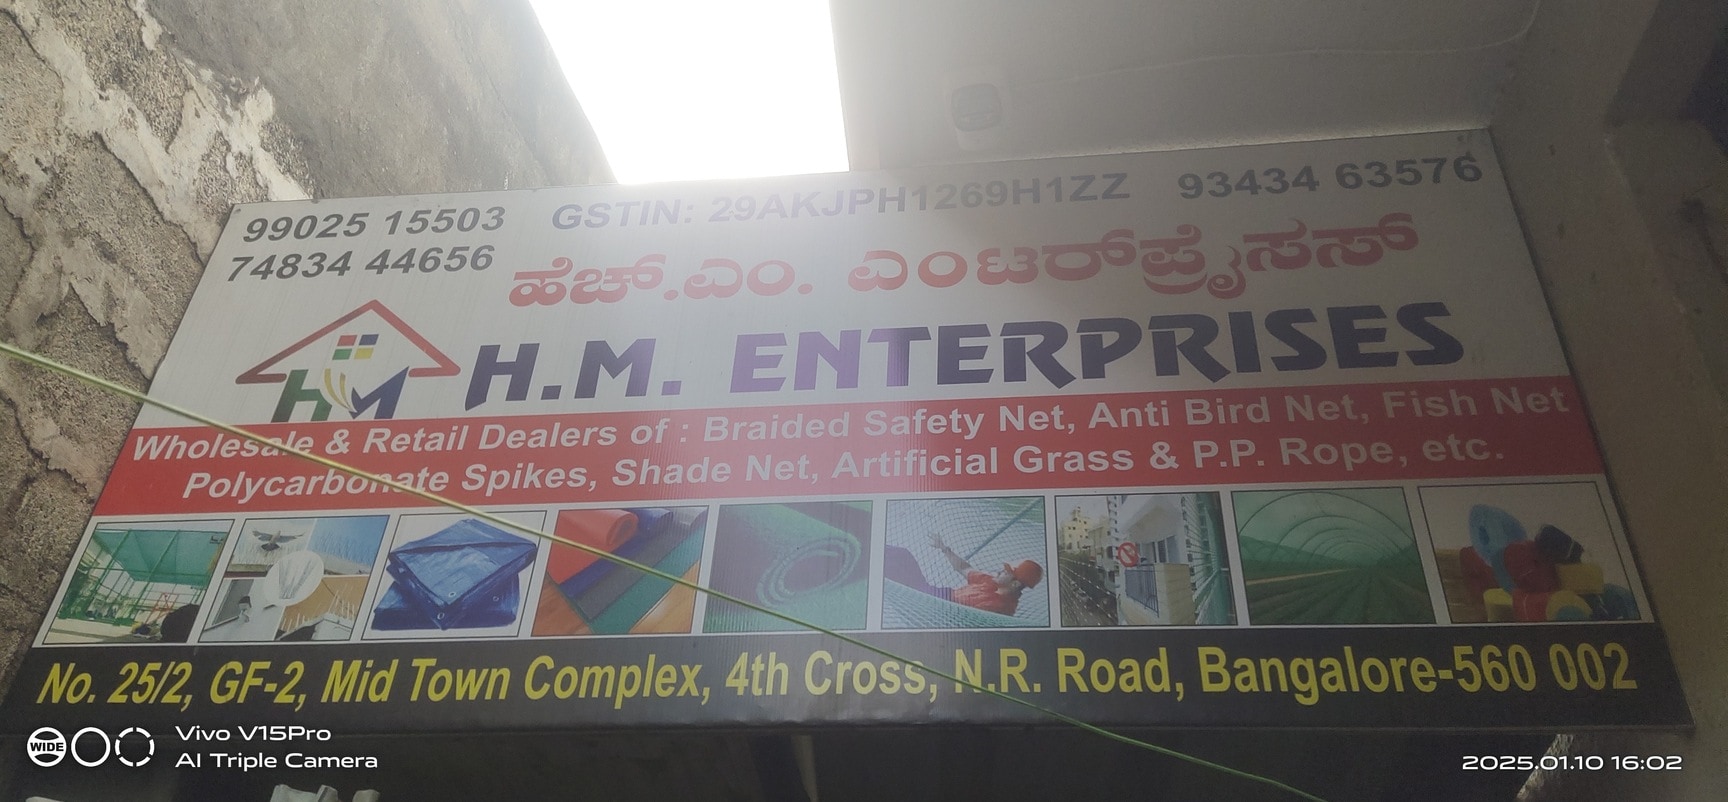 99025 15503 GSTIN: 29AKJPH1269H1ZZ 93434 63576
74834 44656
ಹೆಚ್.ಎಂ. ಎಂಟರ್‌ಪ್ರೈಸಸ್
HM H.M. ENTERPRISES
Wholesale & Retail Dealers of : Braided Safety Net, Anti Bird Net, Fish Net
Polycarbonate Spikes, Shade Net, Artificial Grass & P.P. Rope, etc.
No. 25/2, GF-2, Mid Town Complex, 4th Cross, N.R. Road, Bangalore-560 002
WIDE Vivo V15Pro
AI Triple Camera
2025.01.10 16:02